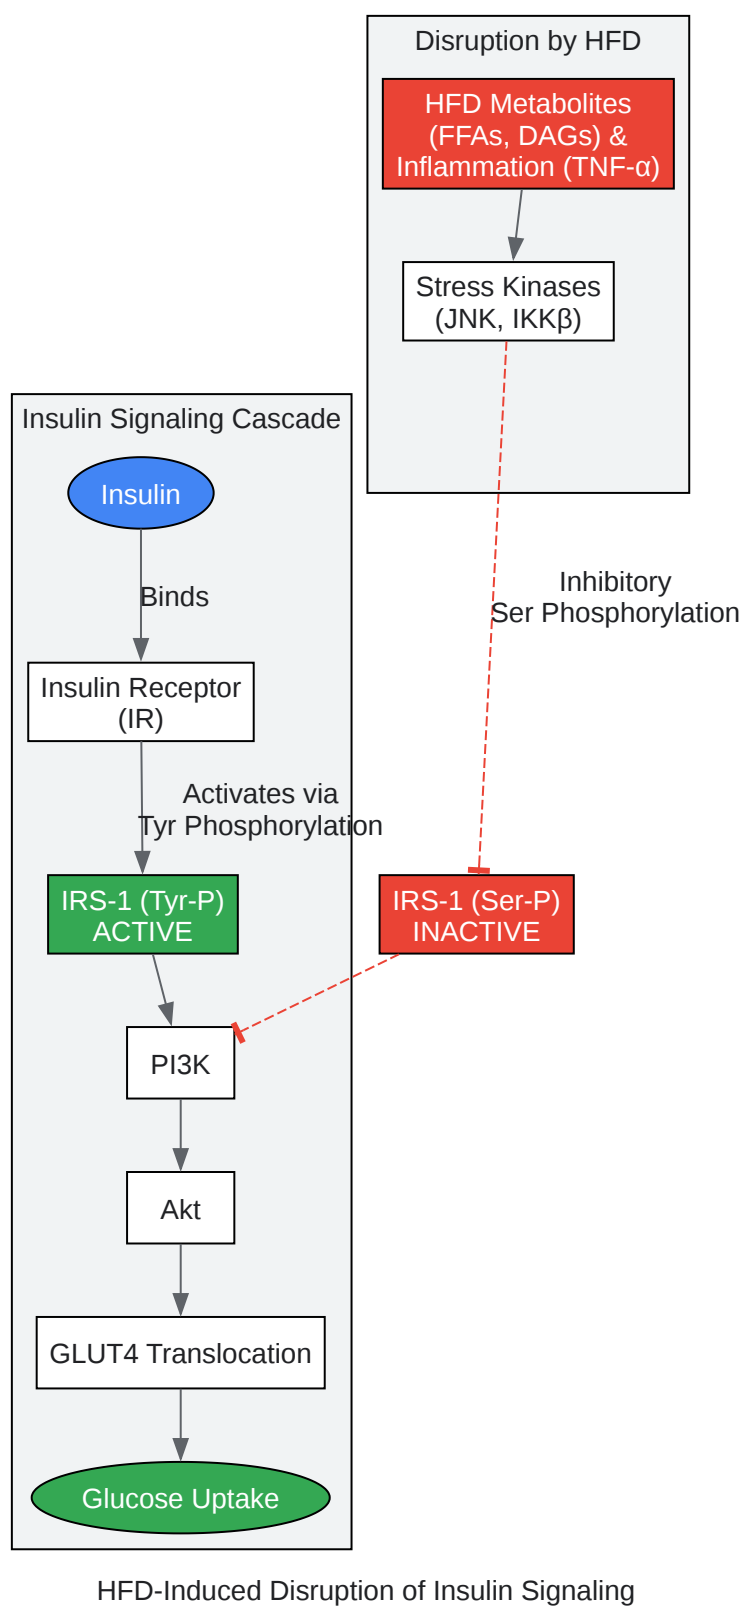 Disruption by HFD
HFD Metabolites
(FFAs, DAGs) &
Inflammation (TNF-α)
Stress Kinases
(JNK, IKKβ)
Insulin Signaling Cascade
Insulin
Binds
Inhibitory
Ser Phosphorylation
Insulin Receptor
(IR)
Activates via
Tyr Phosphorylation
IRS-1 (Tyr-P)
ACTIVE
IRS-1 (Ser-P)
INACTIVE
PI3K
Akt
GLUT4 Translocation
Glucose Uptake
HFD-Induced Disruption of Insulin Signaling